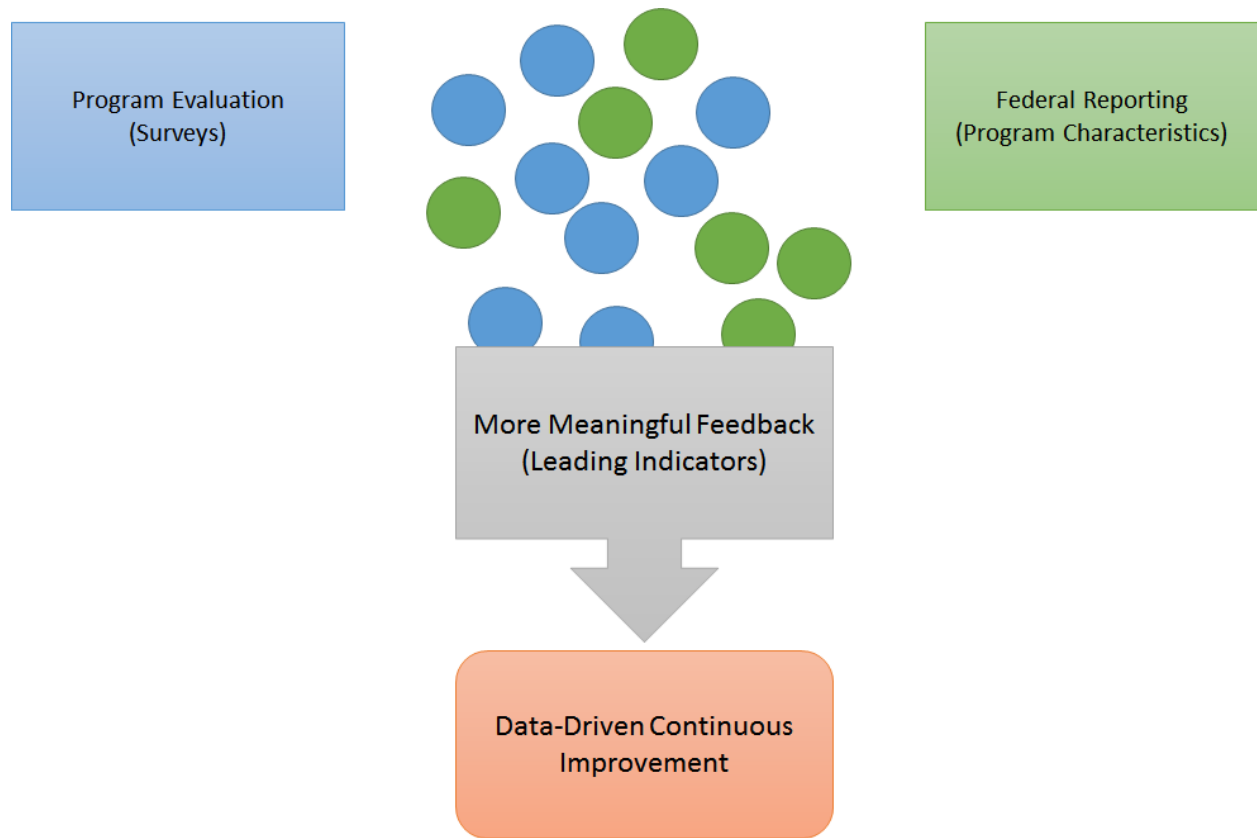 Program Evaluation
(Surveys)
Federal Reporting
(Program Characteristics)
More Meaningful Feedback
(Leading Indicators)
Data-Driven Continuous
Improvement